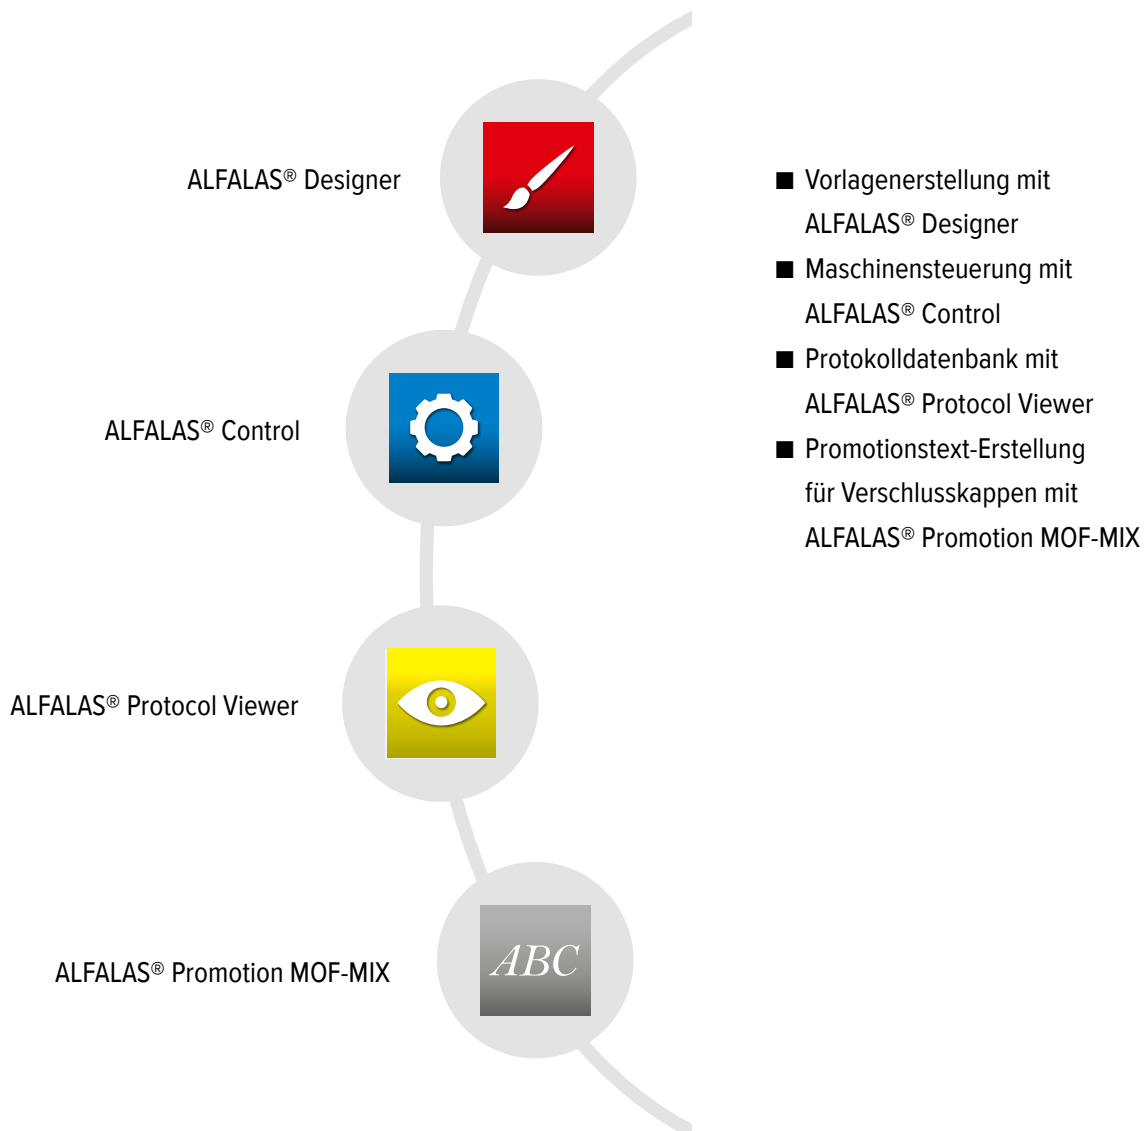 ALFALAS® Designer
ALFALAS® Control
ALFALAS® Protocol Viewer
ABC
ALFALAS® Promotion MOF-MIX
■ Vorlagenerstellung mit
ALFALAS® Designer
■ Maschinensteuerung mit
ALFALAS® Control
■ Protokolldatenbank mit
ALFALAS® Protocol Viewer
■ Promotionstext-Erstellung
für Verschlusskappen mit
ALFALAS® Promotion MOF-MIX